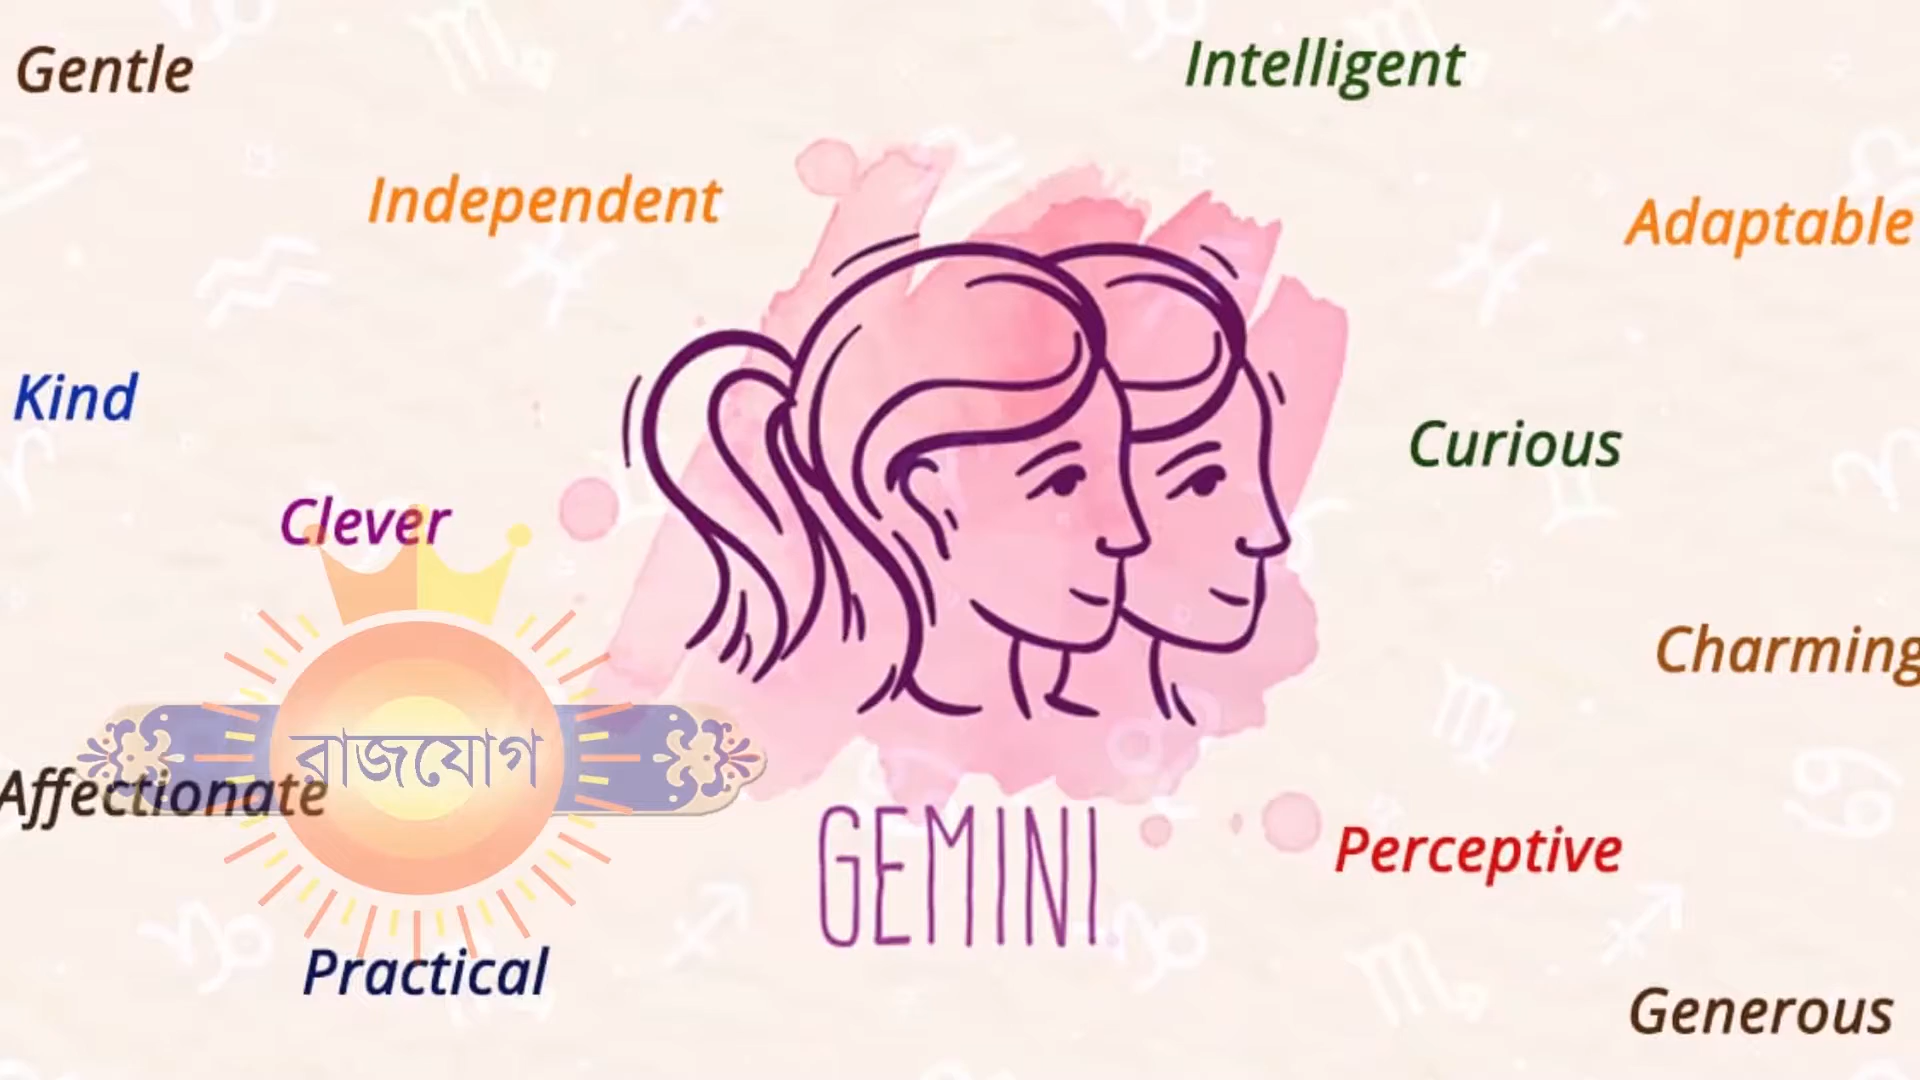 Gentle
Intelligent
Independent
Adaptable
Kind
Curious
Clever
Charming
রাজযোগ
Affectionate
GEMINI
Perceptive
Practical
Generous